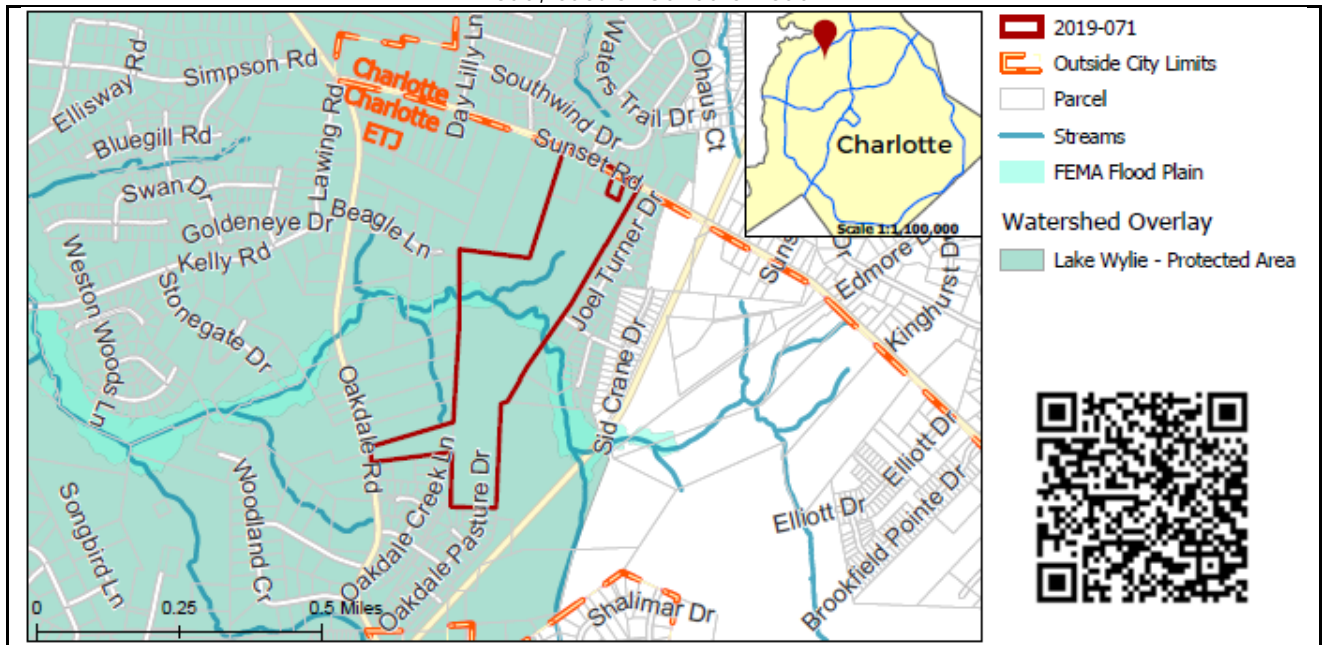 Ellisway Rd
Simpson Rd
Bluegill Rd
Swan Dr
Goldeneye Dr
Kelly Rd
Stonegate Dr
Weston Woods Ln
Lawing Rd
Beagle Ln
Charlotte
Charlotte
ETJ
Day Lilly Ln
Southwind Dr
Waters Trail Dr
Ohaus Ct
Sunset Rd
Joel Turner Dr
Sid Crane Dr
Edmore D
Kinghurst D
Oakdale Rd
Oakdale Creek Ln
Oakdale Pasture Dr
Woodland Cr
Songbird Ln
Elliott Dr
Elliott Dr
Brookfield Pointe Dr
Shalimar Dr
0 0.25 0.5 Miles
Charlotte
Scale 1:1,100,000
2019-071
Outside City Limits
Parcel
Streams
FEMA Flood Plain
Watershed Overlay
Lake Wylie - Protected Area